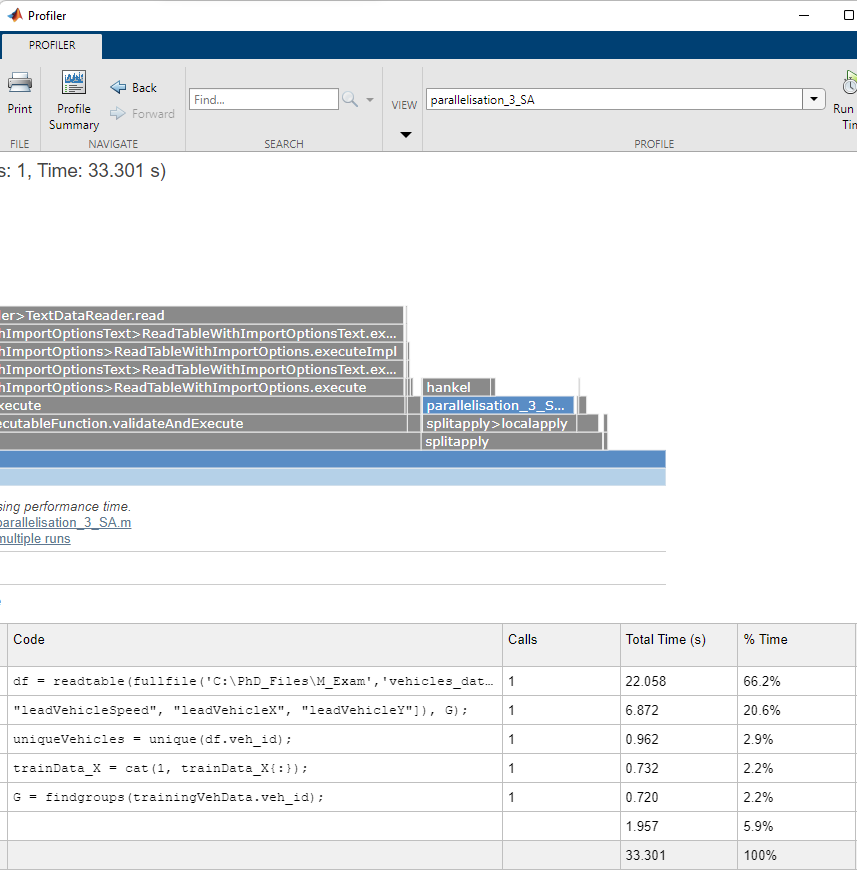 Profiler
PROFILER
Print
Profile
Summary
Back
Forward
Find...
VIEW
parallelisation_3_SA
Run
Tin
FILE
NAVIGATE
SEARCH
PROFILE
s: 1, Time: 33.301 s)
der>TextDataReader.read
hImportOptionsText>ReadTableWithImportOptionsText.ex...
hImportOptions>ReadTableWithImportOptions.executeImpl
hImportOptionsText>ReadTableWithImportOptionsText.ex...
hImportOptions>ReadTableWithImportOptions.execute
hankel
xecute
parallelisation_3_S...
ecutableFunction.validateAndExecute
splitapply>localapply
splitapply
sing performance time.
parallelisation_3_SA.m
multiple runs
Code Calls Total Time (s) % Time
df = readtable(fullfile('C:\PhD_Files\M_Exam','vehicles_dat... 1 22.058 66.2%
"leadVehicleSpeed", "leadVehicleX", "leadVehicleY"]), G); 1 6.872 20.6%
uniqueVehicles = unique(df.veh_id); 1 0.962 2.9%
trainData_X = cat(1, trainData_X{:}); 1 0.732 2.2%
G = findgroups(trainingVehData.veh_id); 1 0.720 2.2%
1.957 5.9%
33.301 100%